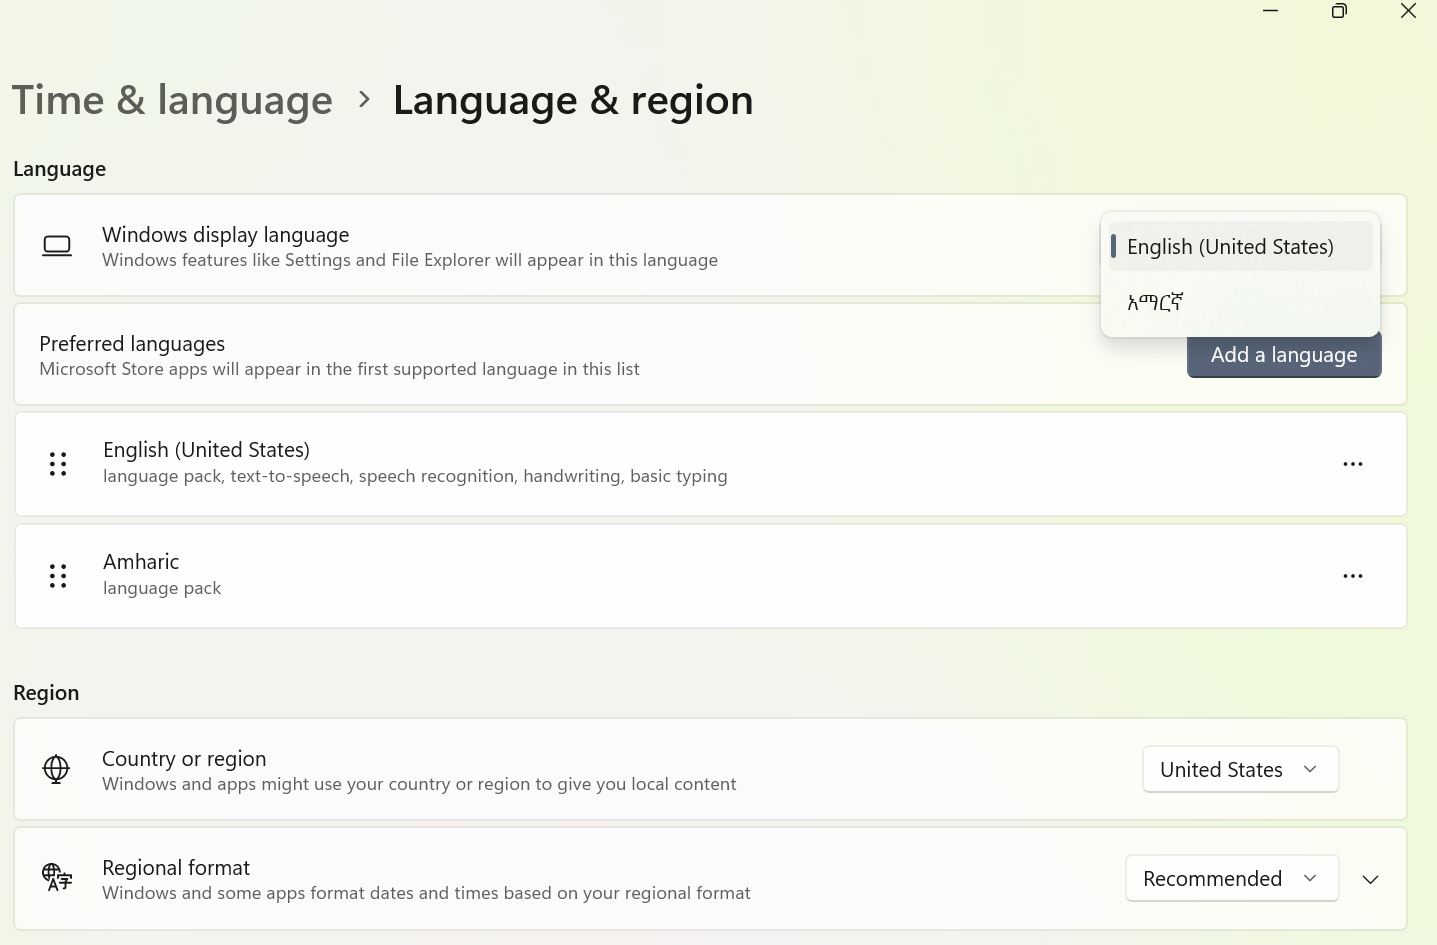 Time & language > Language & region
Language
Windows display language
Windows features like Settings and File Explorer will appear in this language
English (United States)
አማርኛ
Preferred languages
Microsoft Store apps will appear in the first supported language in this list
Add a language
English (United States)
language pack, text-to-speech, speech recognition, handwriting, basic typing
Amharic
language pack
Region
Country or region
Windows and apps might use your country or region to give you local content
United States
Regional format
Windows and some apps format dates and times based on your regional format
Recommended